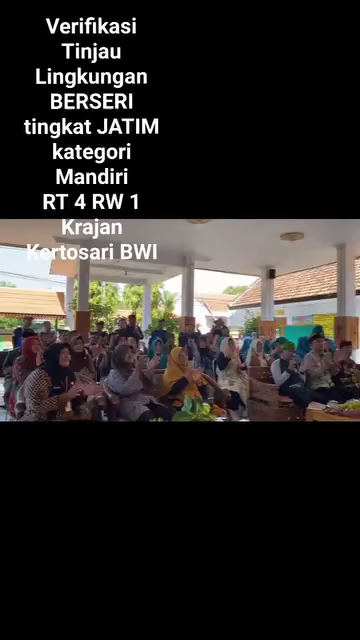 Verifikasi
Tinjau
Lingkungan
BERSERI
tingkat JATIM
kategori
Mandiri
RT 4 RW 1
Krajan
Kertosari BWI